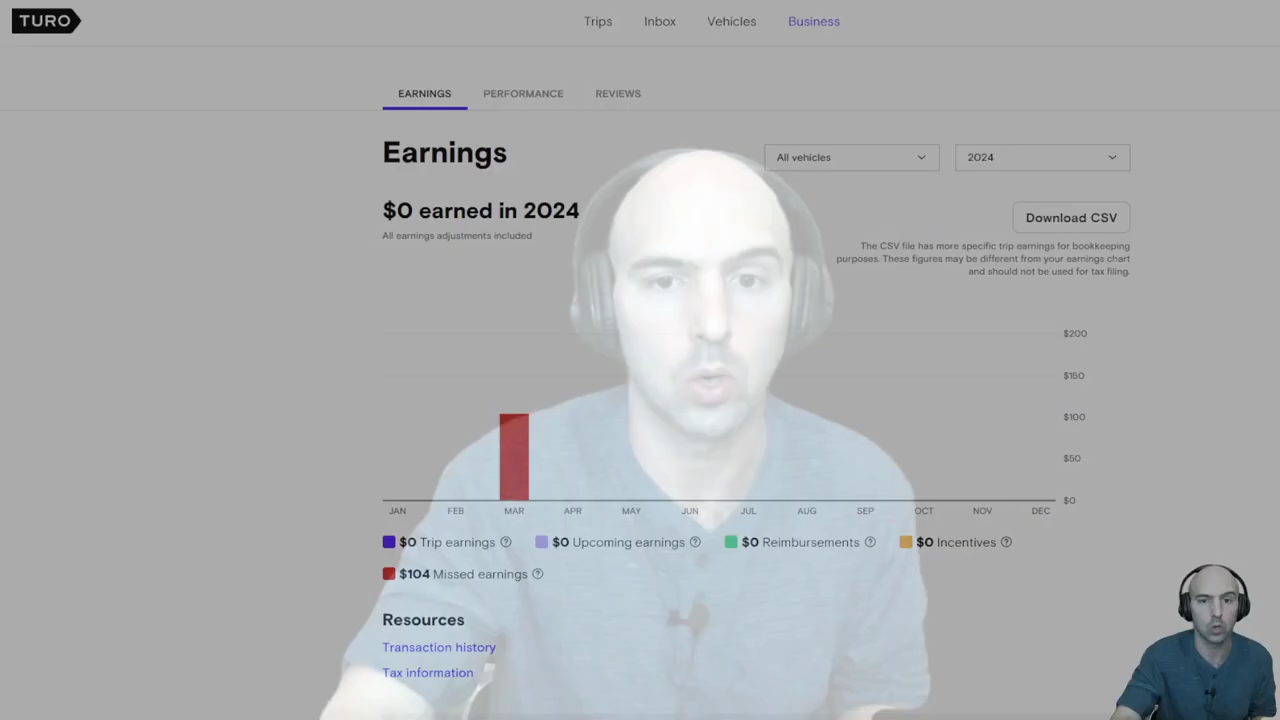 TURO
Trips Inbox Vehicles Business
EARNINGS PERFORMANCE REVIEWS
Earnings
All vehicles
2024
$0 earned in 2024
All earnings adjustments included
Download CSV
The CSV file has more specific trip earnings for bookkeeping
purposes. These figures may be different from your earnings chart
and should not be used for tax filing.
$200
$150
$100
$50
$0
JAN FEB MAR APR MAY JUN JUL AUG SEP OCT NOV DEC
$0 Trip earnings $0 Upcoming earnings $0 Reimbursements $0 Incentives
$104 Missed earnings
Resources
Transaction history
Tax information